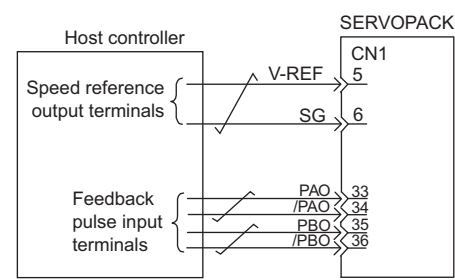 SERVOPACK
Host controller
CN1
Speed reference
output terminals
V-REF
5
SG
6
Feedback
pulse input
terminals
PAO
33
/PAO
34
PBO
35
/PBO
36